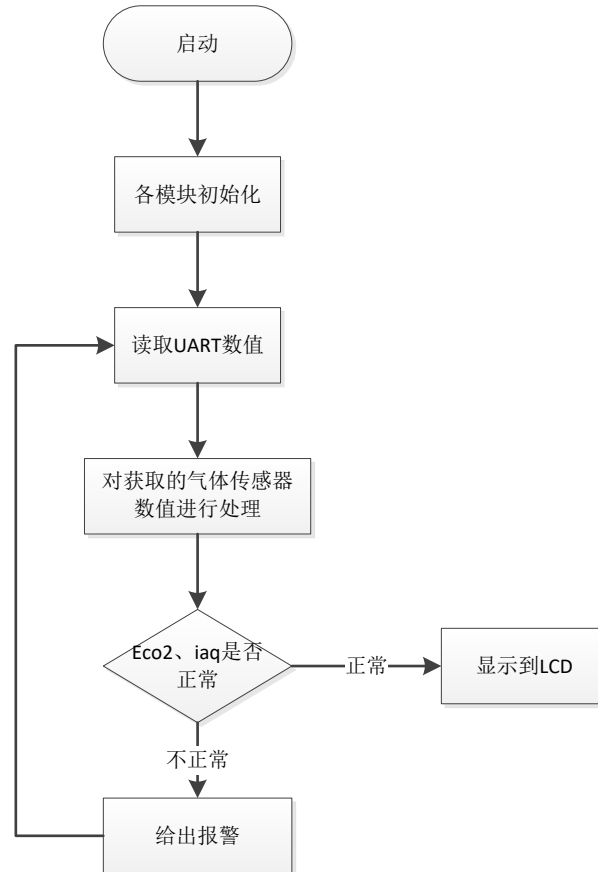 启动
各模块初始化
读取UART数值
对获取的气体传感器
数值进行处理
Eco2、iaq是否
正常
正常
显示到LCD
不正常
给出报警